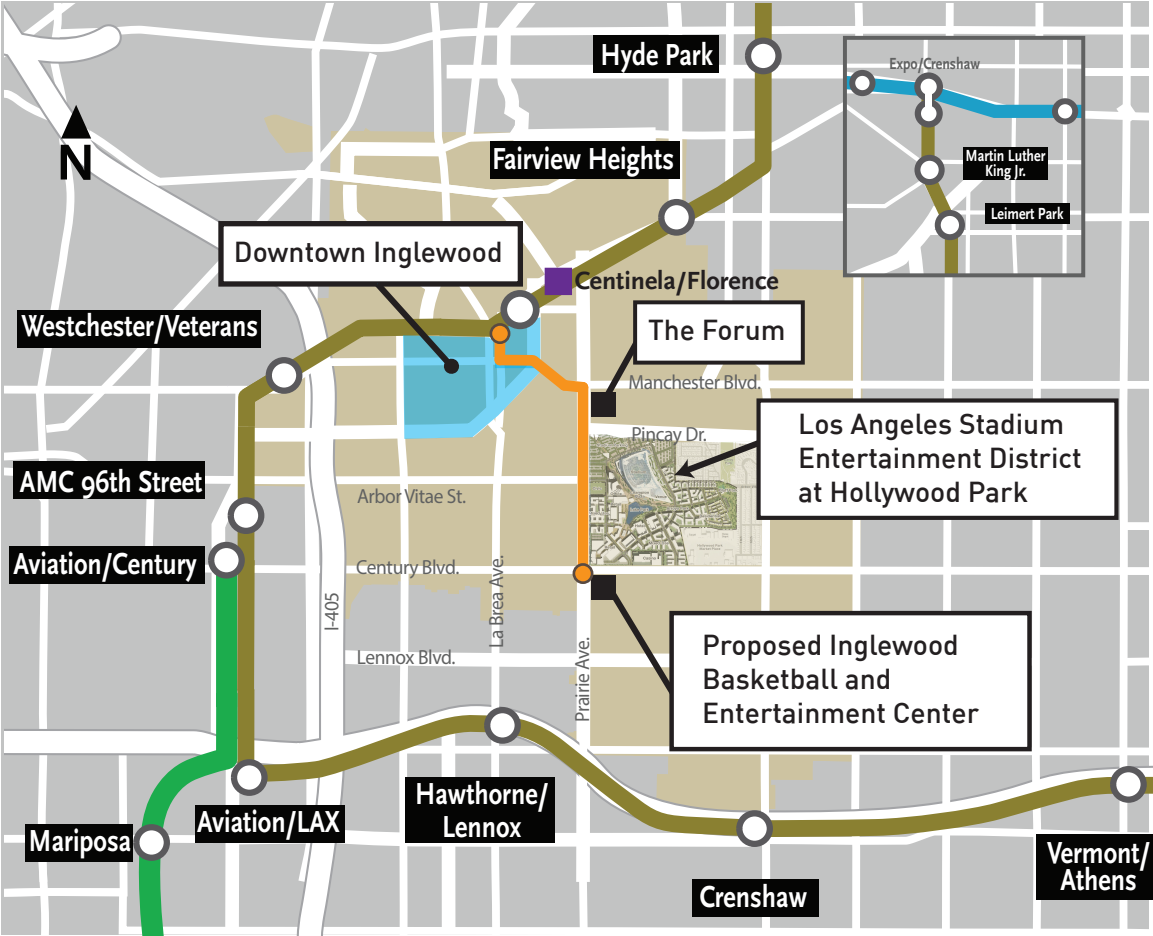 Hyde Park
Expo/Crenshaw
Martin Luther
King Jr.
Leimert Park
N
Fairview Heights
Downtown Inglewood
Centinela/Florence
Westchester/Veterans
The Forum
Manchester Blvd.
Pincay Dr.
Los Angeles Stadium
Entertainment District
at Hollywood Park
AMC 96th Street
Arbor Vitae St.
Aviation/Century
Century Blvd.
I-405
La Brea Ave.
Prairie Ave.
Lennox Blvd.
Proposed Inglewood
Basketball and
Entertainment Center
Hawthorne/
Lennox
Aviation/LAX
Mariposa
Crenshaw
Vermont/
Athens